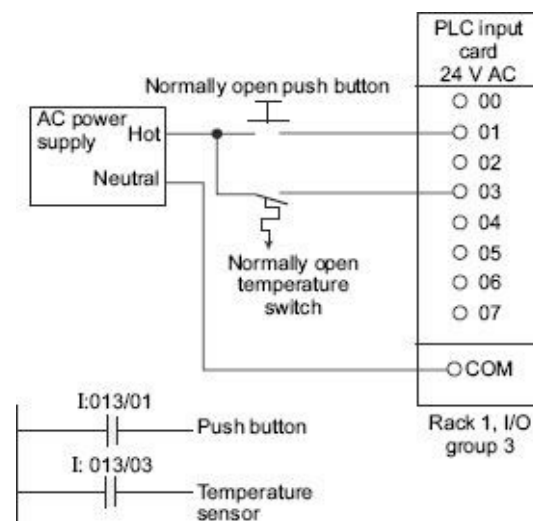 PLC input
card
24 V AC
Normally open push button
AC power
supply
Hot
Neutral
00
01
02
03
04
05
06
07
COM
Normally open
temperature
switch
Rack 1, I/O
group 3
I:013/01
Push button
I: 013/03
Temperature
sensor